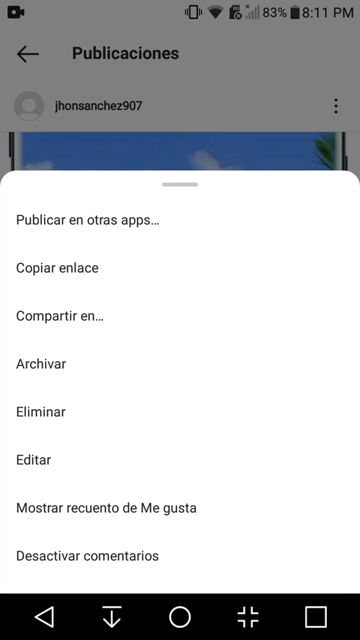 83% 8:11 PM
Publicaciones
jhonsanchez907
Publicar en otras apps...
Copiar enlace
Compartir en...
Archivar
Eliminar
Editar
Mostrar recuento de Me gusta
Desactivar comentarios